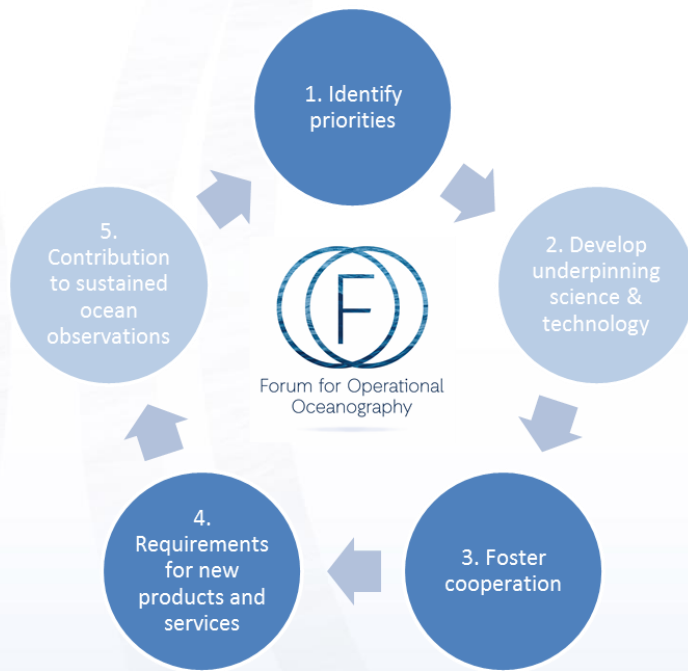 1. Identify
priorities
2. Develop
underpinning
science &
technology
3. Foster
cooperation
4.
Requirements
for new
products and
services
5.
Contribution
to sustained
ocean
observations
F
Forum for Operational
Oceanography